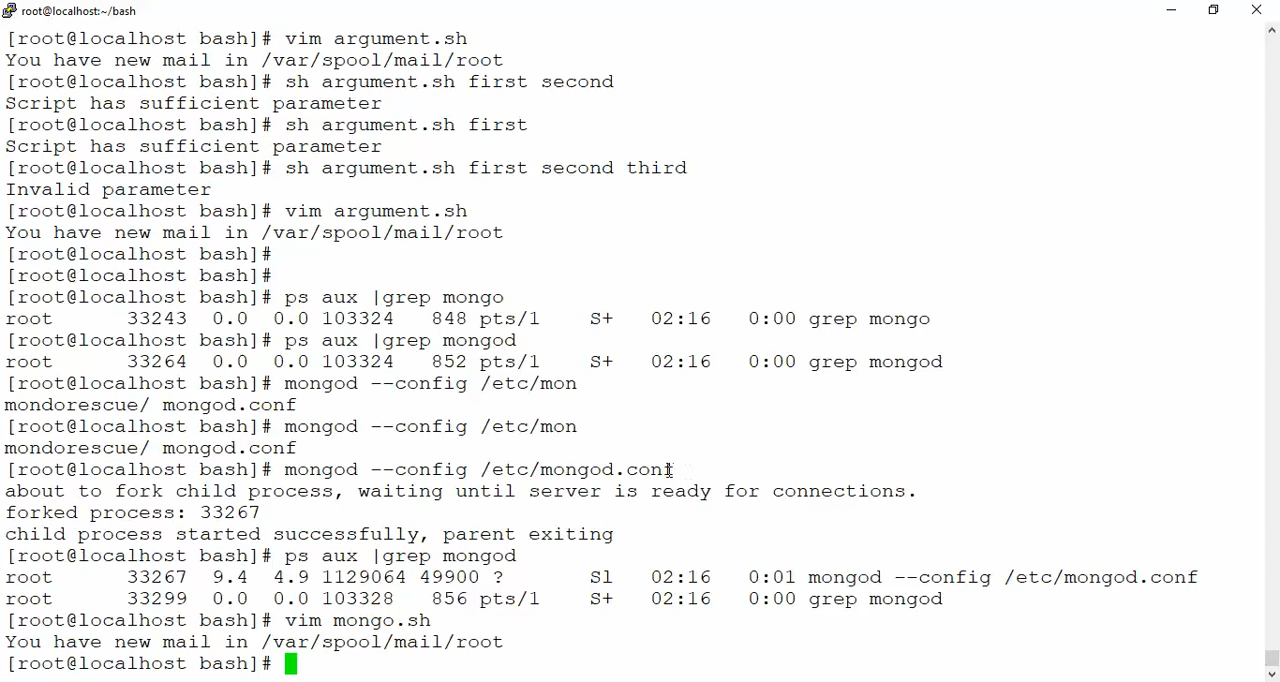 root@localhost:~/bash
[root@localhost bash]# vim argument.sh
You have new mail in /var/spool/mail/root
[root@localhost bash]# sh argument.sh first second
Script has sufficient parameter
[root@localhost bash]# sh argument.sh first
Script has sufficient parameter
[root@localhost bash]# sh argument.sh first second third
Invalid parameter
[root@localhost bash]# vim argument.sh
You have new mail in /var/spool/mail/root
[root@localhost bash]#
[root@localhost bash]#
[root@localhost bash]# ps aux |grep mongo
root      33243  0.0  0.0 103324   848 pts/1    S+   02:16   0:00 grep mongo
[root@localhost bash]# ps aux |grep mongod
root      33264  0.0  0.0 103324   852 pts/1    S+   02:16   0:00 grep mongod
[root@localhost bash]# mongod --config /etc/mon
mondorescue/ mongod.conf
[root@localhost bash]# mongod --config /etc/mon
mondorescue/ mongod.conf
[root@localhost bash]# mongod --config /etc/mongod.conf
about to fork child process, waiting until server is ready for connections.
forked process: 33267
child process started successfully, parent exiting
[root@localhost bash]# ps aux |grep mongod
root      33267  9.4  4.9 1129064 49900 ?       Sl   02:16   0:01 mongod --config /etc/mongod.conf
root      33299  0.0  0.0 103328   856 pts/1    S+   02:16   0:00 grep mongod
[root@localhost bash]# vim mongo.sh
You have new mail in /var/spool/mail/root
[root@localhost bash]#